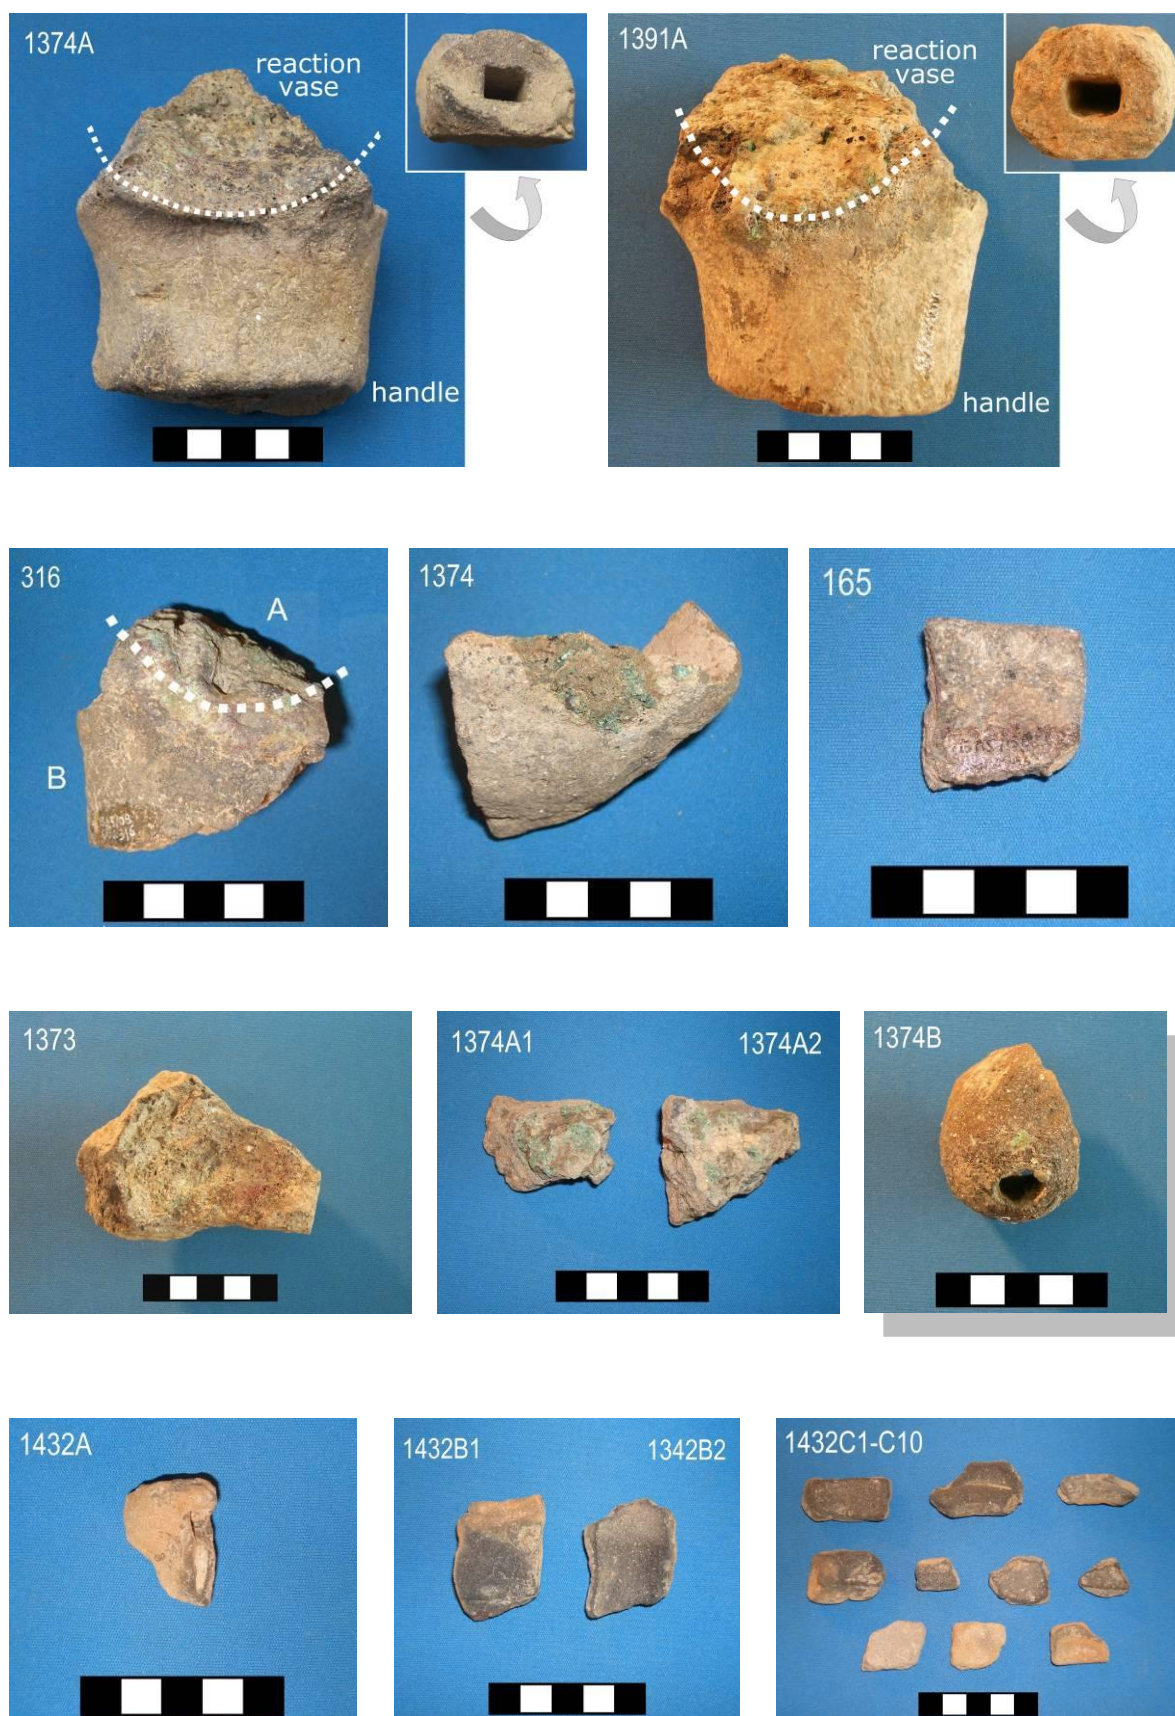 1374A
reaction
vase
handle
1391A
reaction
vase
handle
316
A
B
1374
165
1373
1374A1
1374A2
1374B
1432A
1432B1
1342B2
1432C1-C10